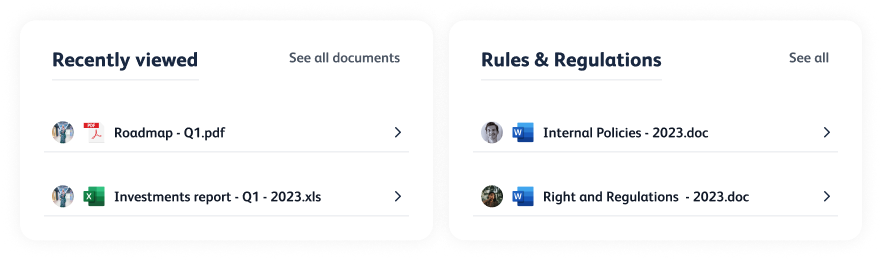 Recently viewed
See all documents
PDF
Roadmap - Q1.pdf
X
Investments report - Q1 - 2023.xls
Rules & Regulations
See all
W
Internal Policies - 2023.doc
W
Right and Regulations  - 2023.doc